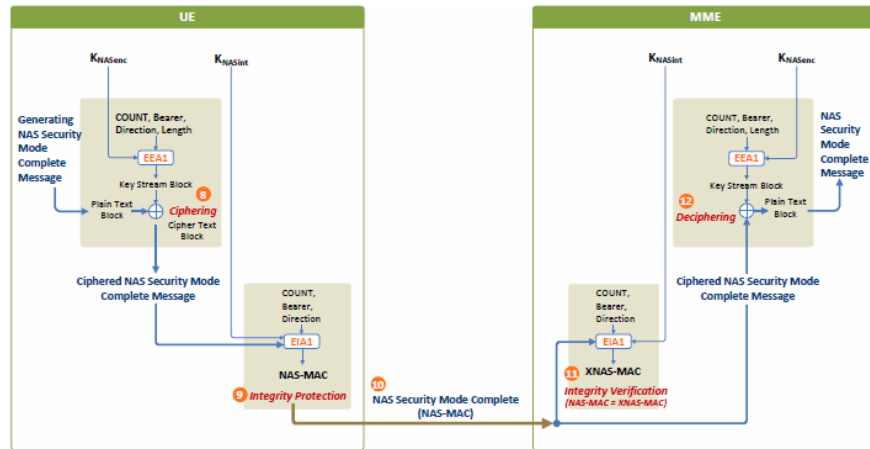 UE
MME
KNASenc
KNASint
KNASint
KNASenc
Generating
NAS Security
Mode
Complete
Message
COUNT, Bearer,
Direction, Length
EEA1
Key Stream Block
8
Ciphering
Plain Text
Block
Cipher Text
Block
Ciphered NAS Security Mode
Complete Message
COUNT,
Bearer,
Direction
EIA1
NAS-MAC
9
Integrity Protection
10
NAS Security Mode Complete
(NAS-MAC)
COUNT,
Bearer,
Direction
EIA1
XNAS-MAC
11
Integrity Verification
(NAS-MAC = XNAS-MAC)
COUNT, Bearer,
Direction, Length
EEA1
Key Stream Block
12
Deciphering
Plain Text
Block
NAS
Security
Mode
Complete
Message
Ciphered NAS Security Mode
Complete Message